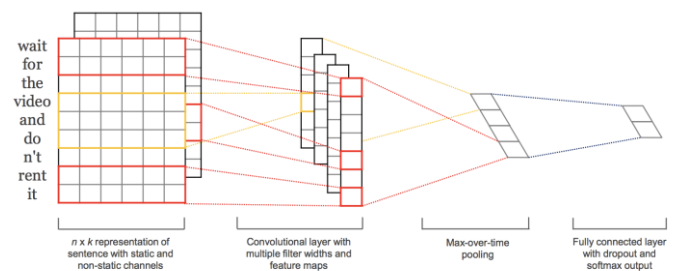 wait
for
the
video
and
do
n't
rent
it
n x k representation of
sentence with static and
non-static channels
Convolutional layer with
multiple filter widths and
feature maps
Max-over-time
pooling
Fully connected layer
with dropout and
softmax output